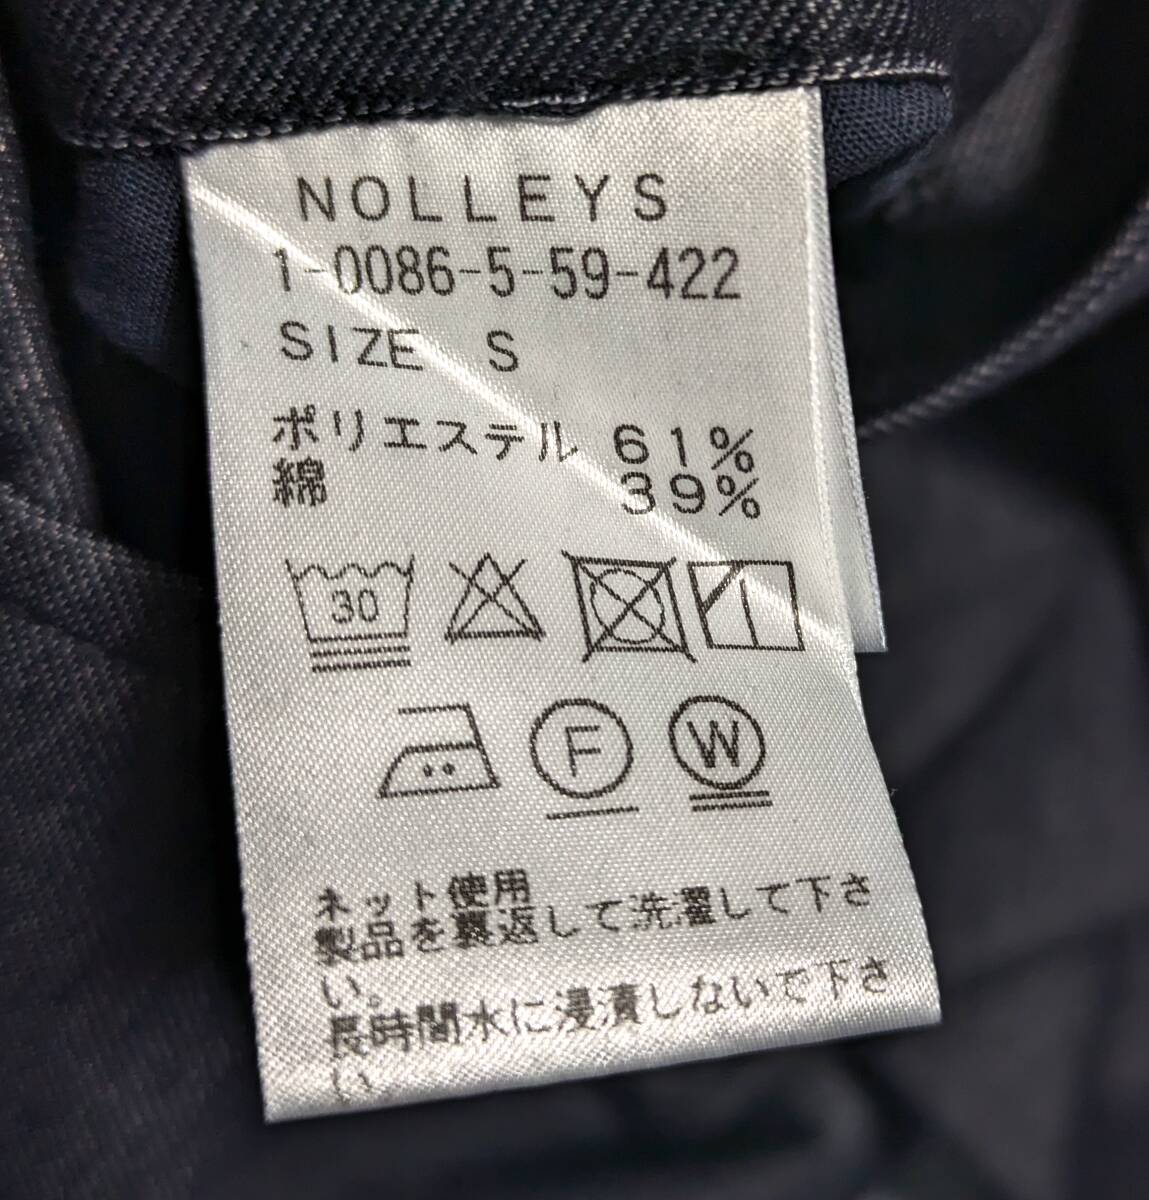 NOLLEYS
1-0086-5-59-422
SIZE S
ポリエステル 61%
綿 39%
30
F
W
ネット使用
製品を裏返して洗濯して下さ
い。
長時間水に浸漬しないで下さ
い